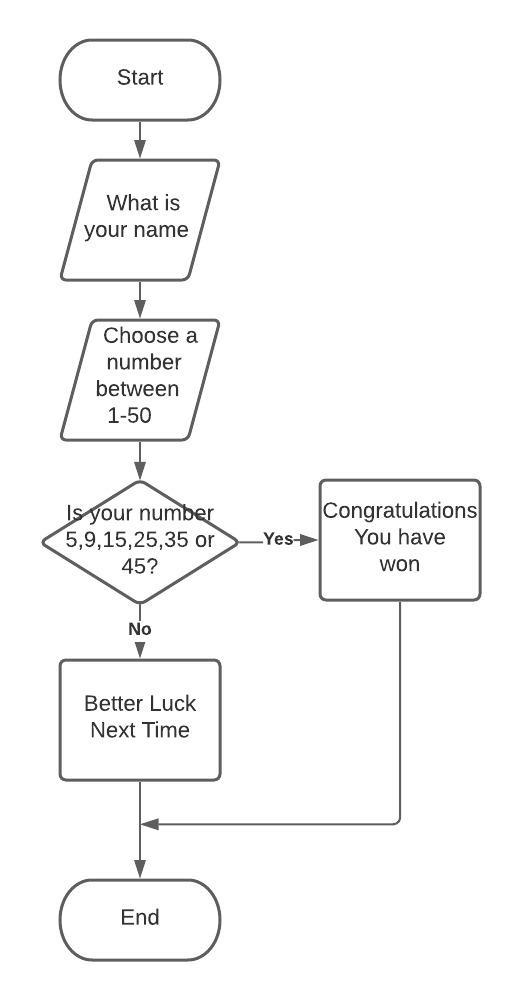 Start
What is
your name
Choose a
number
between
1-50
Is your number
5,9,15,25,35 or
45?
Yes
Congratulations
You have
won
No
Better Luck
Next Time
End